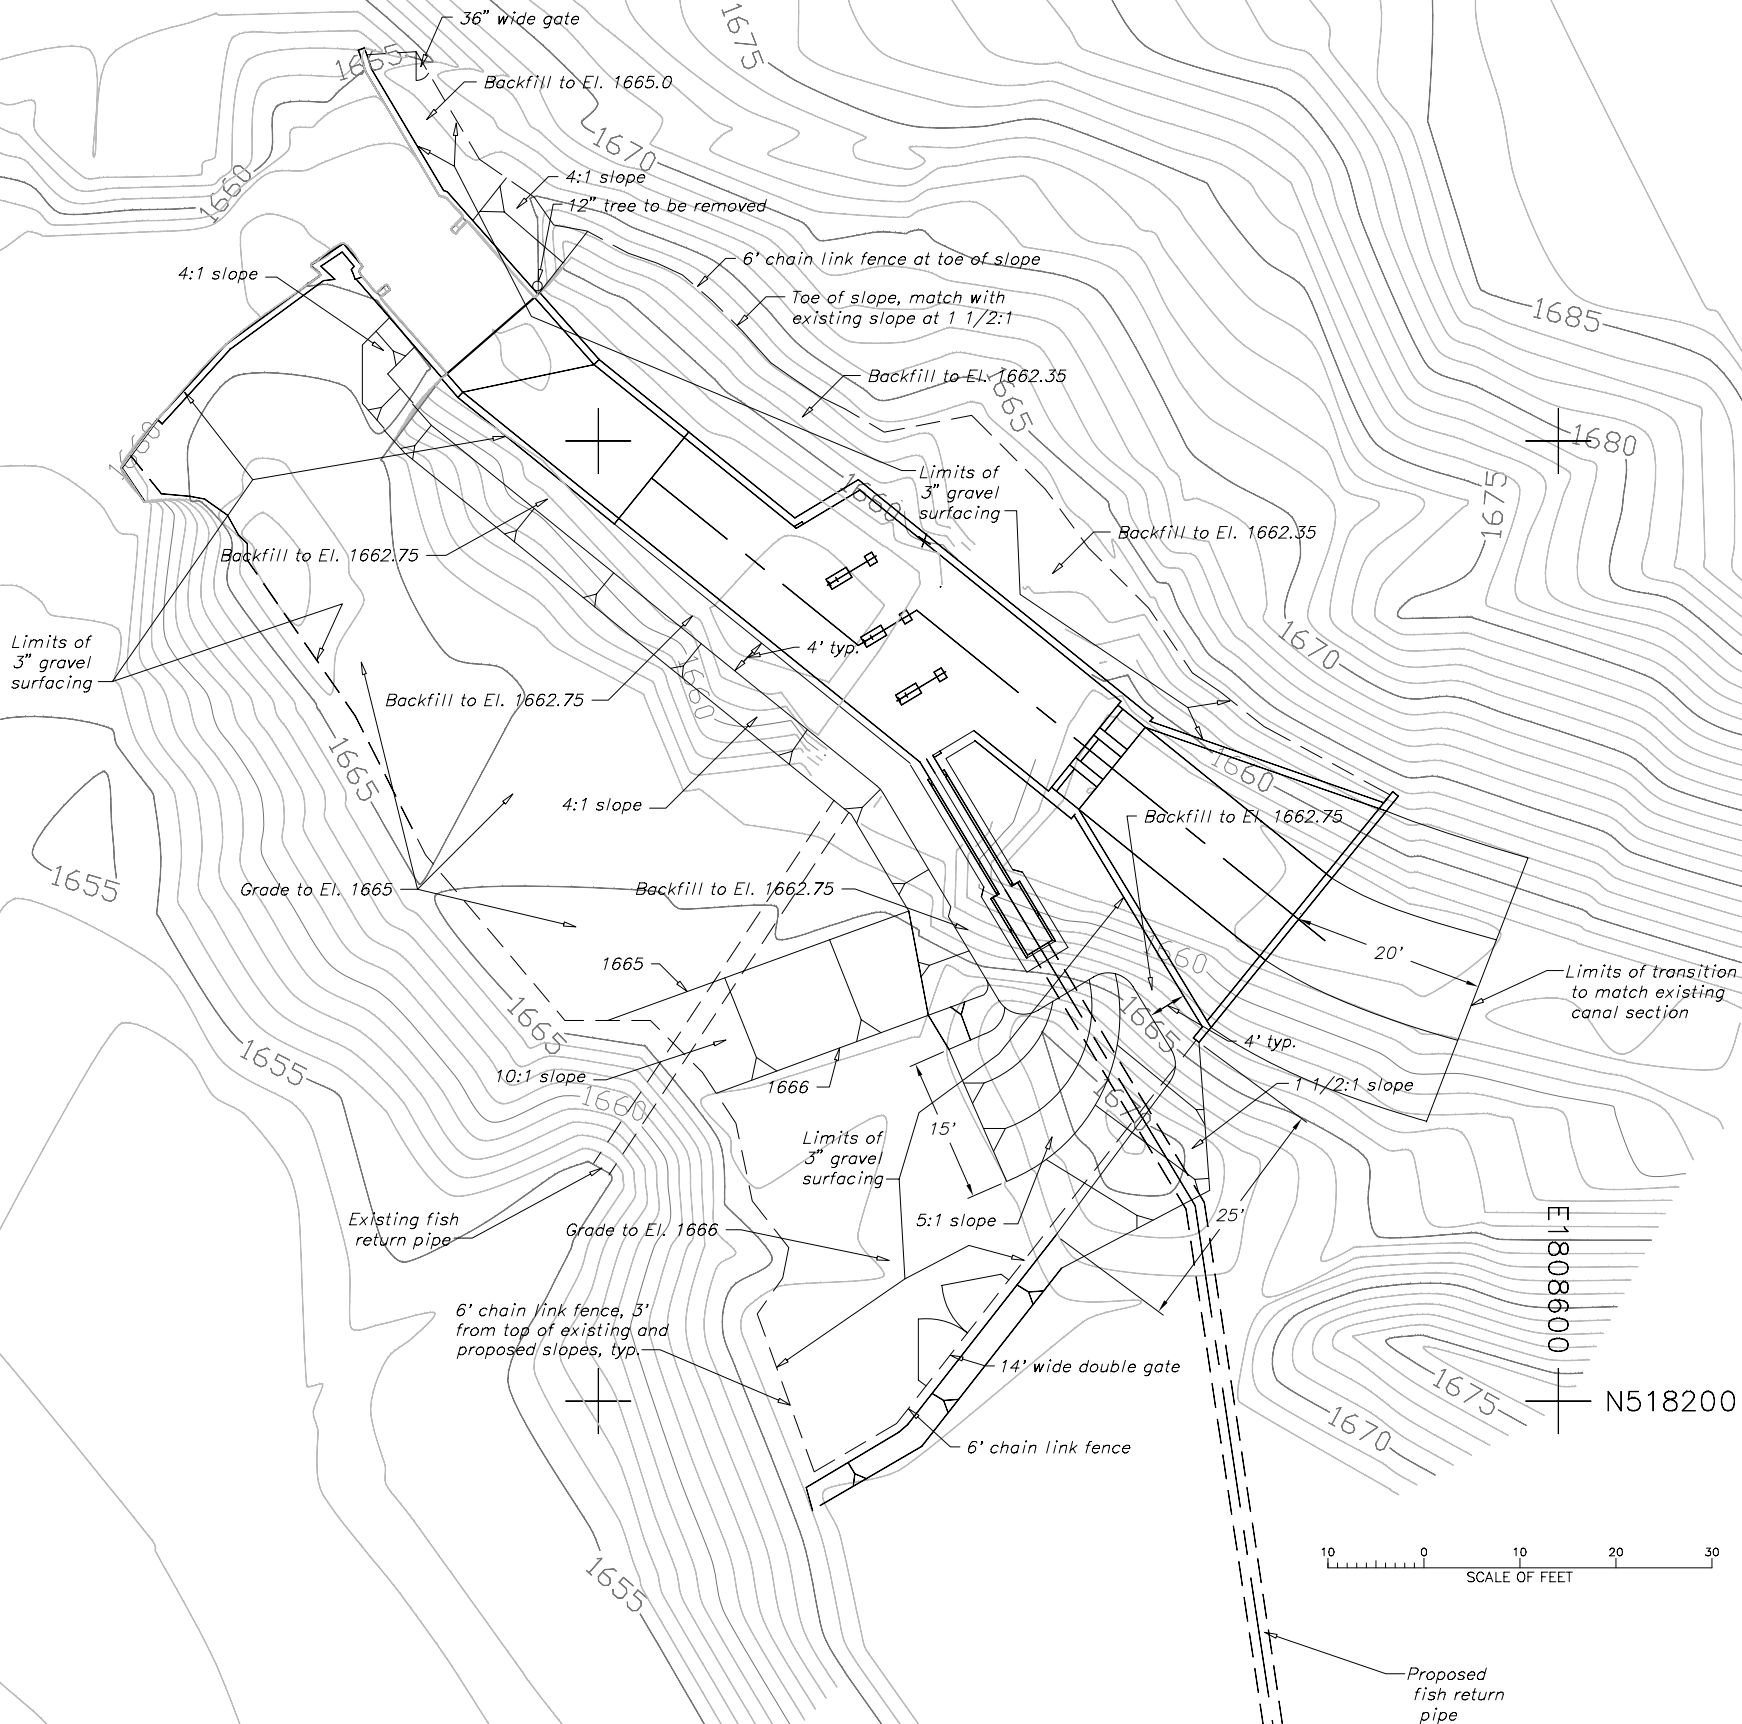 36" wide gate
1675
1665
Backfill to El. 1665.0
1670
4:1 slope
1660
12" tree to be removed
6' chain link fence at toe of slope
4:1 slope
Toe of slope, match with
existing slope at 1 1/2:1
1685
Backfill to El. 1662.35
1665
1680
1660
Limits of
3" gravel
surfacing
1660
1675
Backfill to El. 1662.35
Backfill to El. 1662.75
Limits of
3" gravel
surfacing
4' typ.
1670
1660
Backfill to El. 1662.75
1665
1660
4:1 slope
Backfill to El. 1662.75
1655
Grade to El. 1665
Backfill to El. 1662.75
20'
1660
1665
Limits of transition
to match existing
canal section
1665
1665
4' typ.
1655
10:1 slope
1666
1 1/2:1 slope
1660
1670
15'
Limits of
3" gravel
surfacing
Existing fish
return pipe
Grade to El. 1666
5:1 slope
25'
E1808600
6' chain link fence, 3'
from top of existing and
proposed slopes, typ.
14' wide double gate
1675
N518200
1670
6' chain link fence
10 0 10 20 30
SCALE OF FEET
1655
Proposed
fish return
pipe